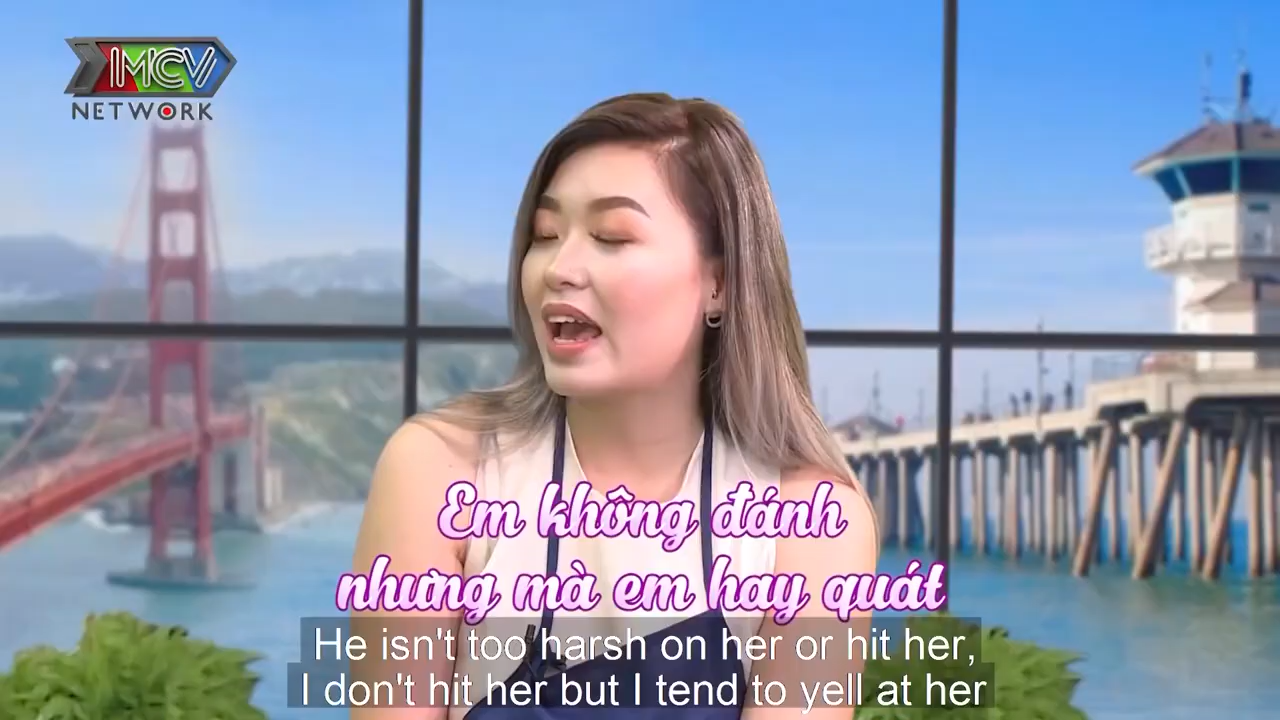 MCV
NETWORK
Em không đánh
nhưng mà em hay quát
He isn't too harsh on her or hit her,
I don't hit her but I tend to yell at her